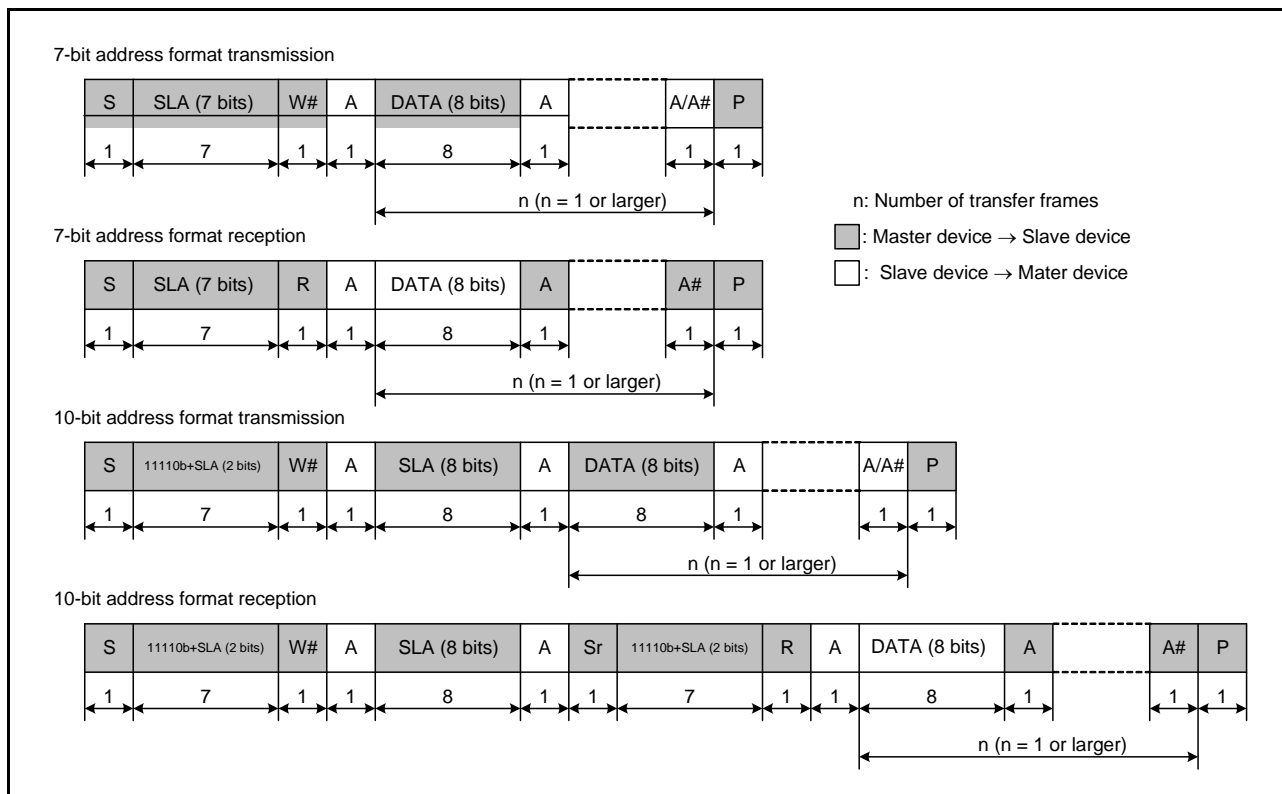 7-bit address format transmission
S SLA (7 bits) W# A DATA (8 bits) A A/A# P
1 7 1 1 8 1 1 1
n (n = 1 or larger)
n: Number of transfer frames
: Master device → Slave device
: Slave device → Mater device
7-bit address format reception
S SLA (7 bits) R A DATA (8 bits) A A# P
1 7 1 1 8 1 1 1
n (n = 1 or larger)
10-bit address format transmission
S 11110b+SLA (2 bits) W# A SLA (8 bits) A DATA (8 bits) A A/A# P
1 7 1 1 8 1 8 1 1 1
n (n = 1 or larger)
10-bit address format reception
S 11110b+SLA (2 bits) W# A SLA (8 bits) A Sr 11110b+SLA (2 bits) R A DATA (8 bits) A A# P
1 7 1 1 8 1 1 7 1 1 8 1 1 1
n (n = 1 or larger)